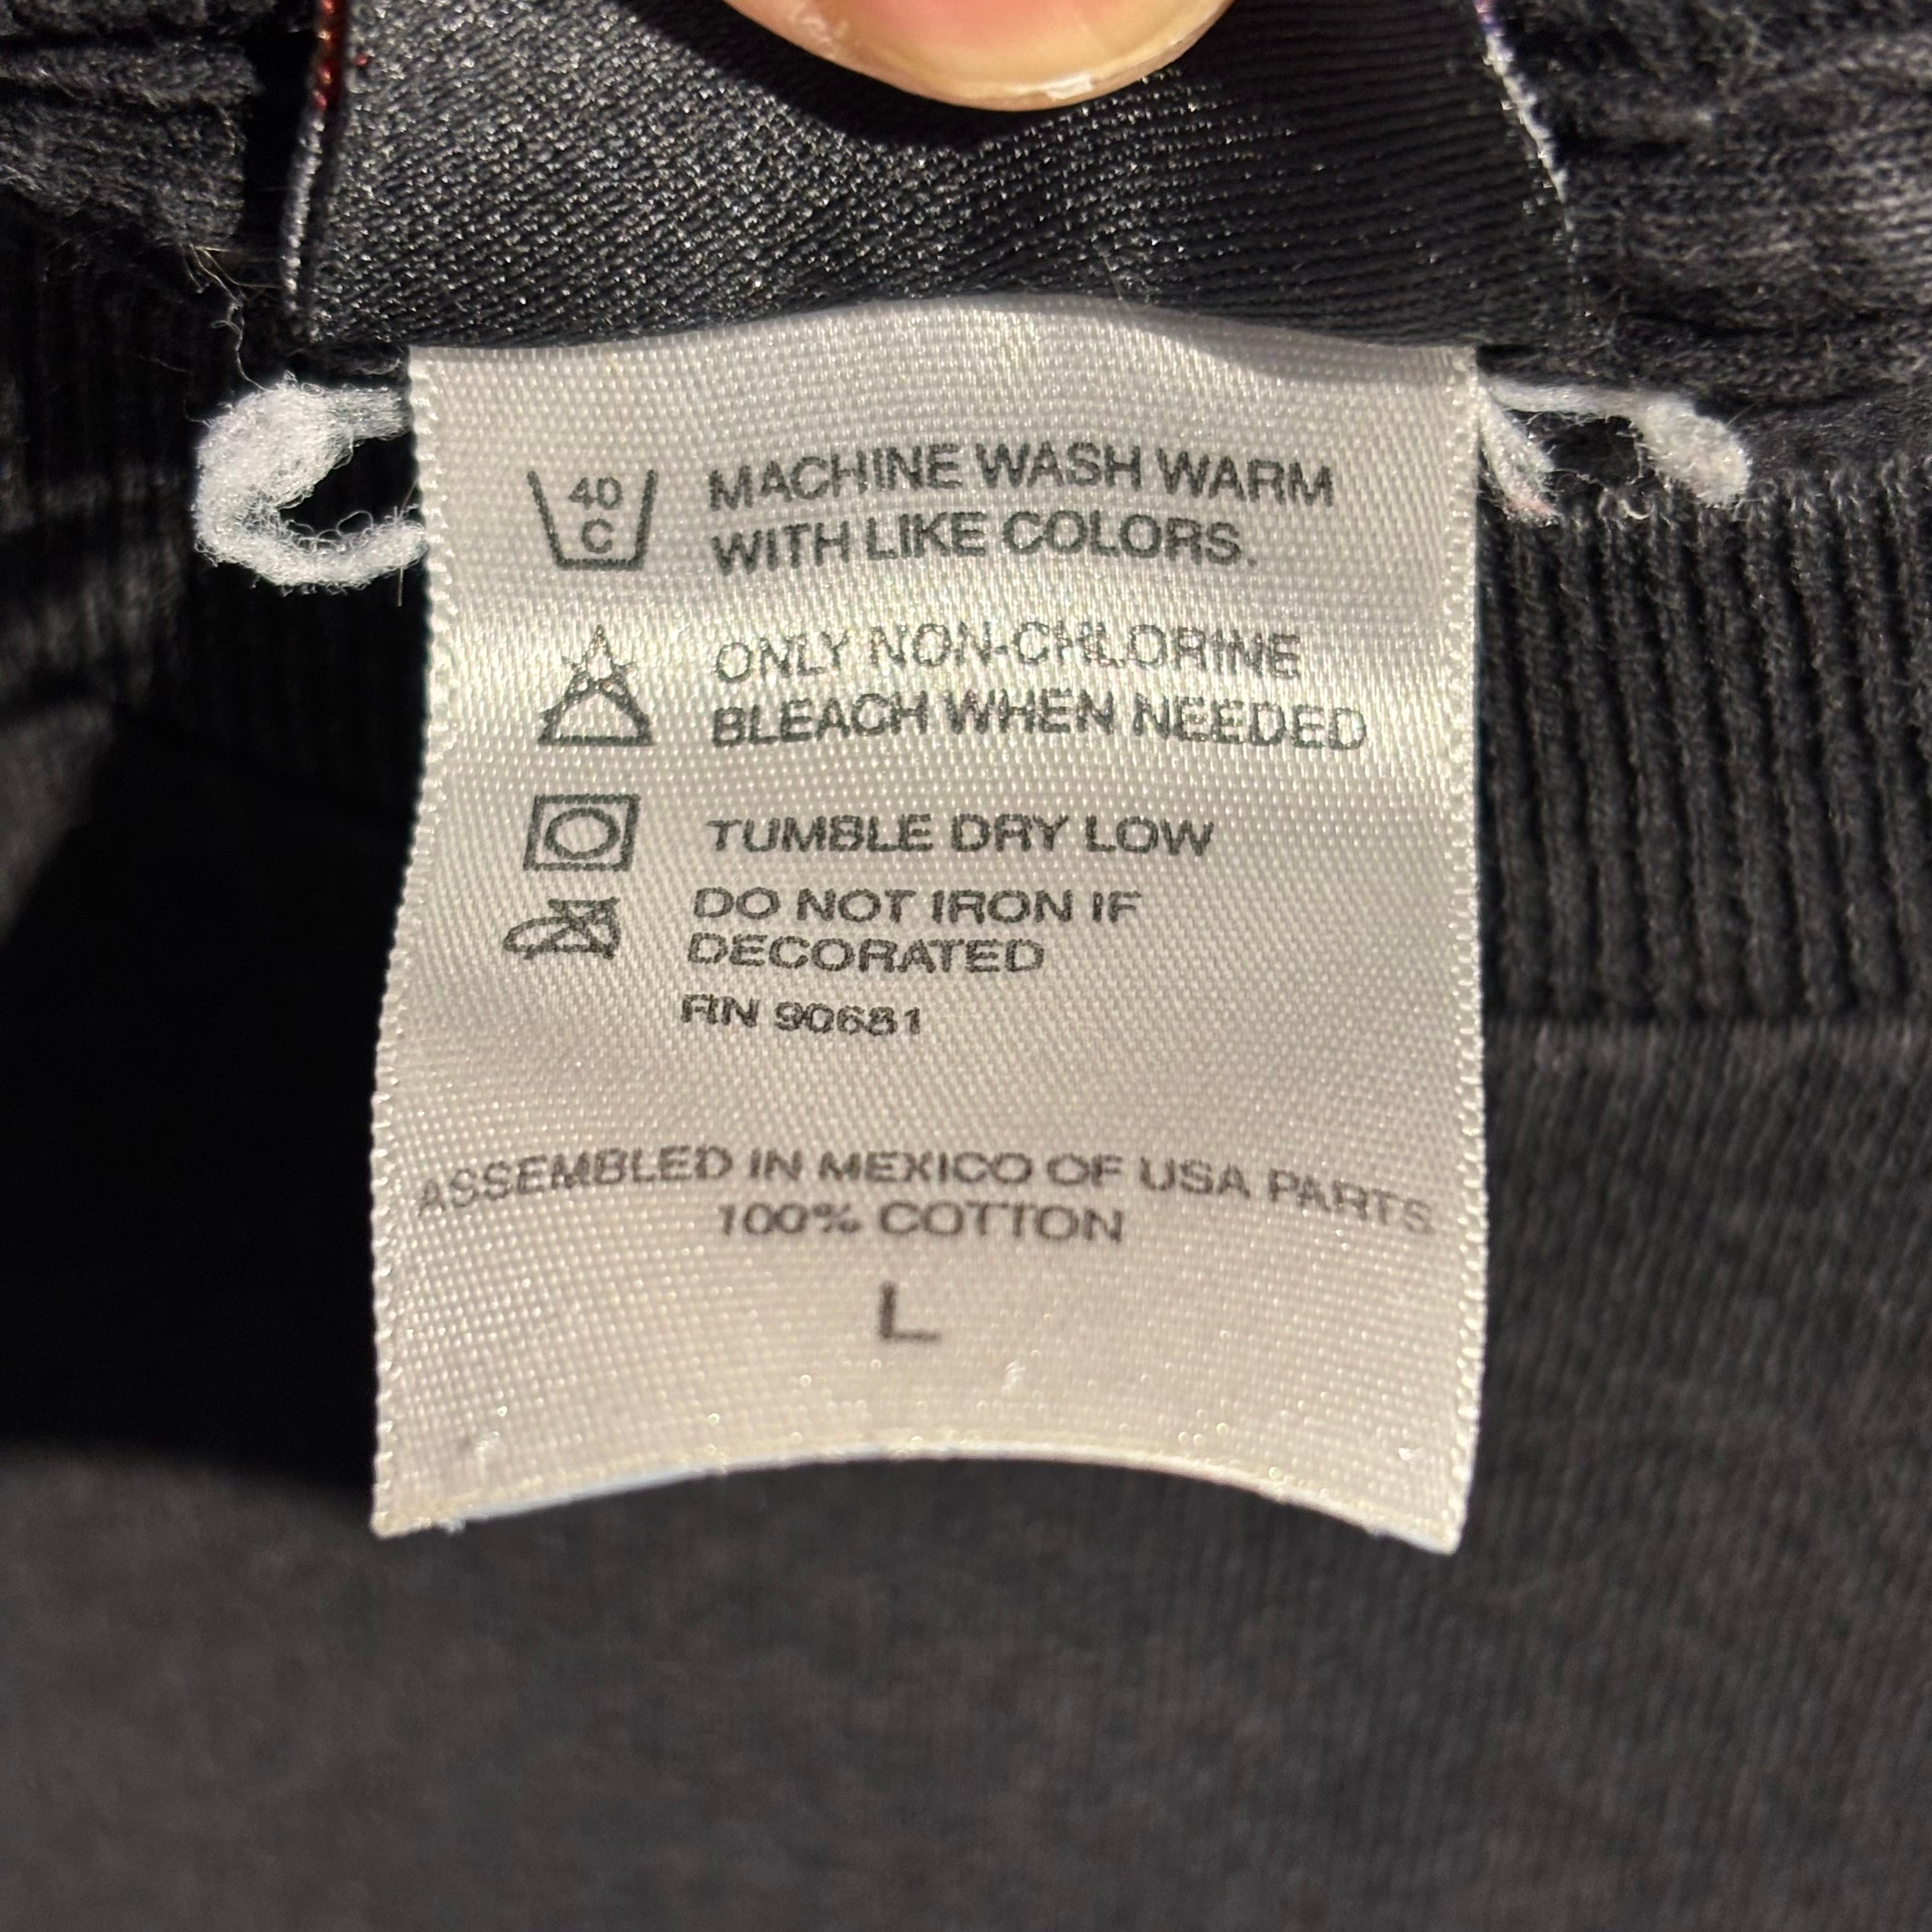 40
C
MACHINE WASH WARM
WITH LIKE COLORS.
ONLY NON-CHLORINE
BLEACH WHEN NEEDED
TUMBLE DRY LOW
DO NOT IRON IF
DECORATED
RN 90681
ASSEMBLED IN MEXICO OF USA PARTS
100% COTTON
L